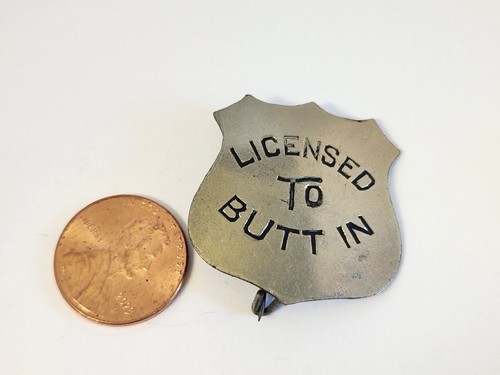 LICENSED
TO
BUTT IN